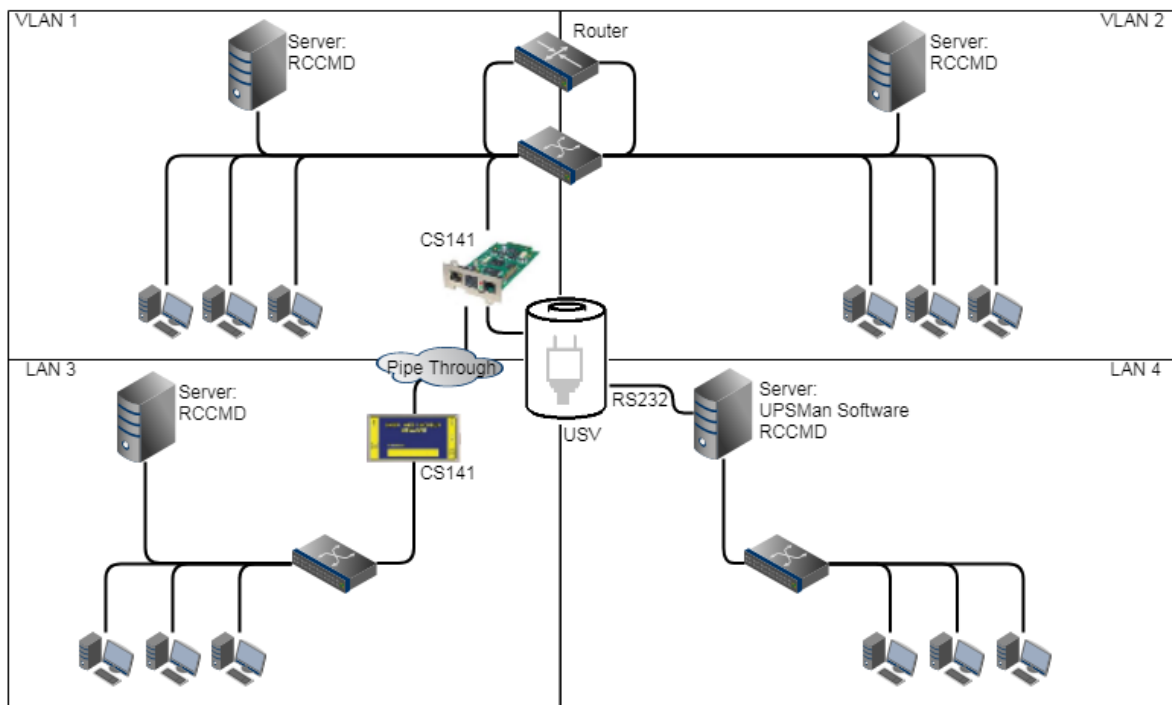 VLAN 1
VLAN 2
Router
Server:
RCCMD
Server:
RCCMD
CS141
LAN 3
Pipe Through
LAN 4
Server:
RCCMD
RS232
Server:
UPSMan Software
RCCMD
USV
CS141